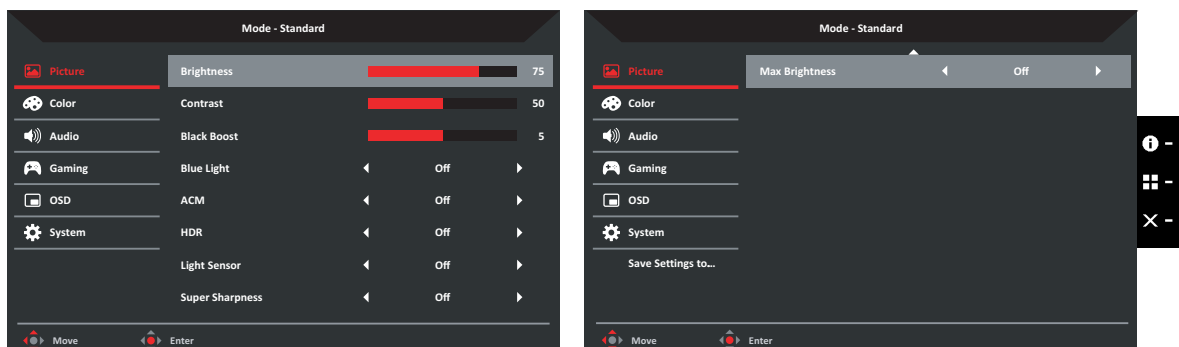 Mode - Standard
Picture
Brightness 75
Color
Contrast 50
Audio
Black Boost 5
Gaming
Blue Light Off
OSD
ACM Off
System
HDR Off
Light Sensor Off
Super Sharpness Off
Move Enter
Mode - Standard
Picture
Max Brightness Off
Color
Audio
Gaming
OSD
System
Save Settings to...
Move Enter